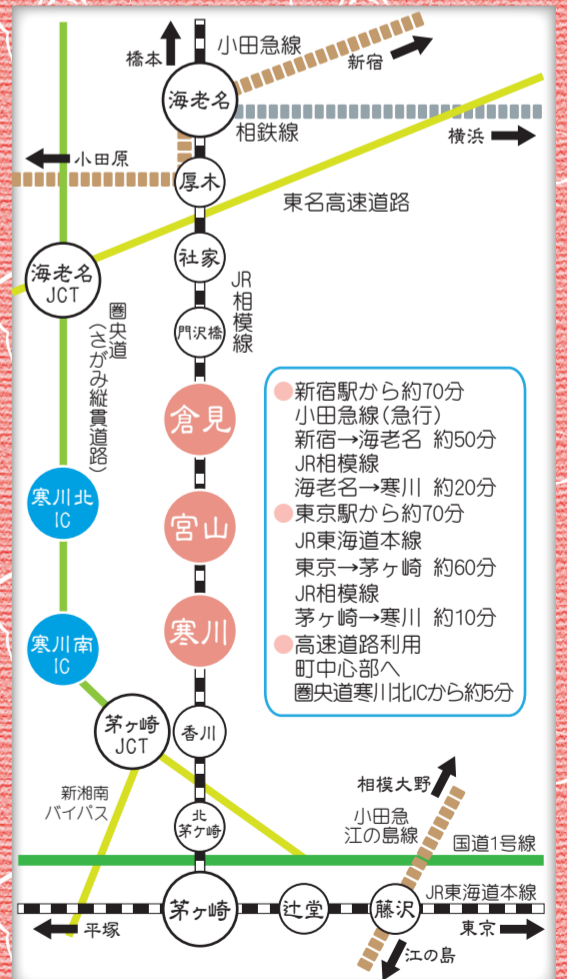 小田急線
橋本
新宿
海老名
相鉄線
横浜
小田原
厚木
東名高速道路
社家
海老名
JCT
JR相模線
門沢橋
圏央道
(さがみ縦貫道路)
倉見
新宿駅から約70分
小田急線(急行)
新宿→海老名 約50分
JR相模線
海老名→寒川 約20分
東京駅から約70分
JR東海道本線
東京→茅ヶ崎 約60分
JR相模線
茅ヶ崎→寒川 約10分
高速道路利用
町中心部へ
圏央道寒川北ICから約5分
寒川北
IC
宮山
寒川南
IC
寒川
茅ヶ崎
JCT
香川
新湘南
バイパス
北
茅ヶ崎
相模大野
小田急
江の島線
国道1号線
JR東海道本線
茅ヶ崎
辻堂
藤沢
平塚
東京
江の島